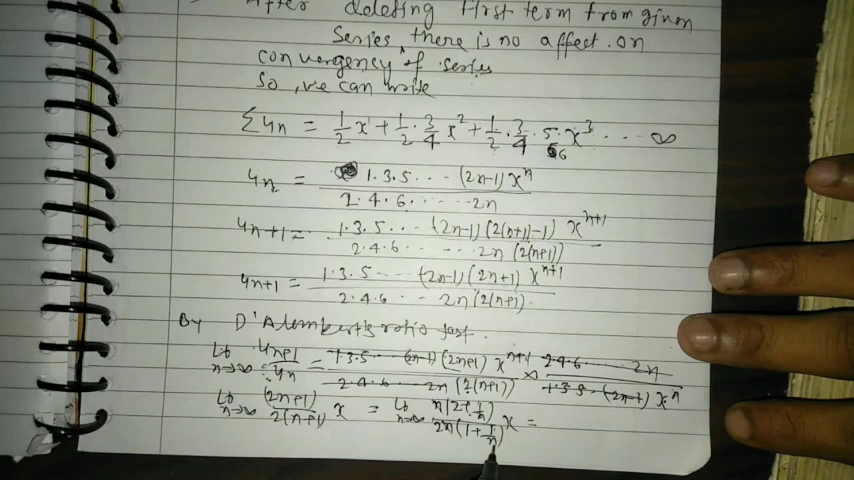 After deleting first term from given
Series, there is no affect on
convergency of series
So, we can write
Σun = 1/2 x + 1/2 · 3/4 x² + 1/2 · 3/4 · 5/6 x³ ... ∞
un = 1·3·5 ... (2n-1) x^n / 2·4·6 ... 2n
un+1 = 1·3·5 ... (2n-1)(2(n+1)-1) x^(n+1) / 2·4·6 ... 2n (2(n+1))
un+1 = 1·3·5 ... (2n-1)(2n+1) x^(n+1) / 2·4·6 ... 2n (2(n+1))
By D'Alembert's ratio test
Lt n→∞ un+1/un = 1·3·5 ... (2n-1)(2n+1) x^(n+1) / 2·4·6 ... 2n (2(n+1)) × 2·4·6 ... 2n / 1·3·5 ... (2n-1) x^n
Lt n→∞ (2n+1)/2(n+1) x = Lt n→∞ n(2+1/n) / 2n(1+1/n) x =